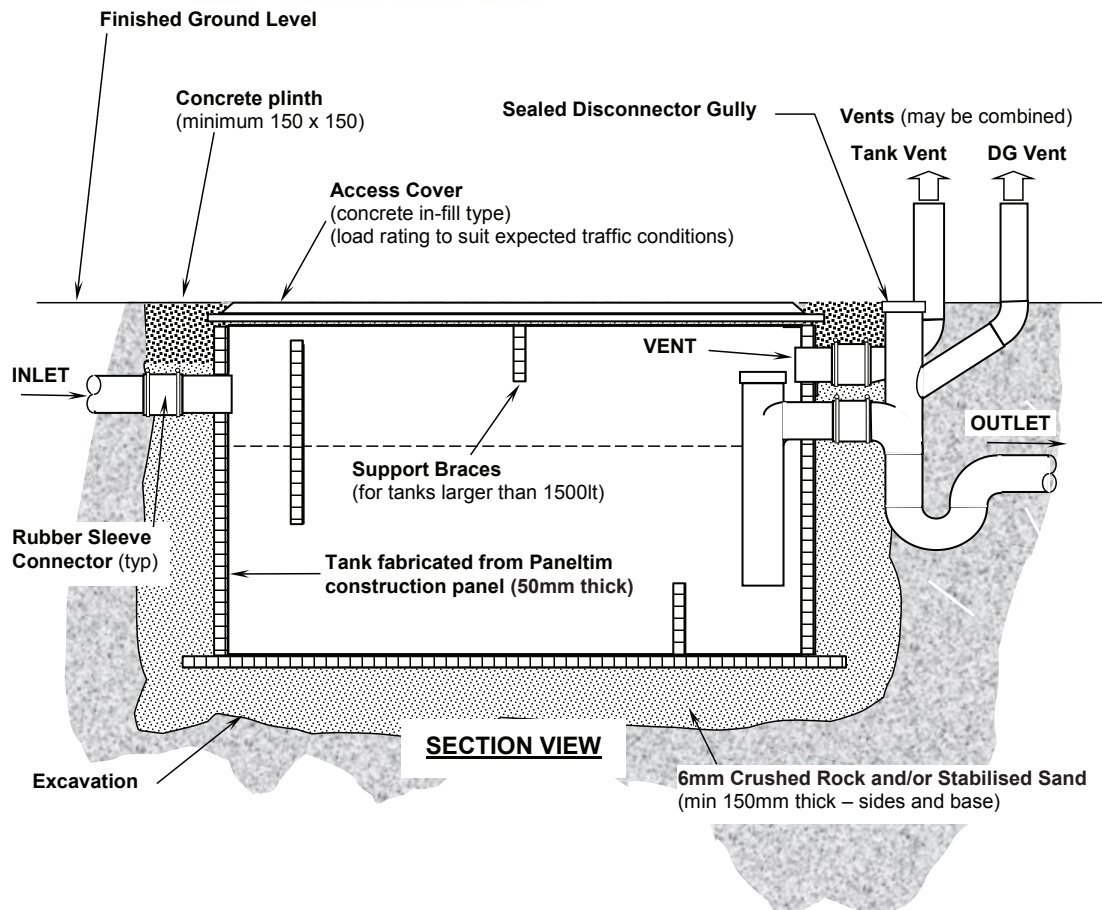 Finished Ground Level
Concrete plinth
(minimum 150 x 150)
Sealed Disconnector Gully
Vents (may be combined)
Tank Vent
DG Vent
Access Cover
(concrete in-fill type)
(load rating to suit expected traffic conditions)
INLET
VENT
OUTLET
Support Braces
(for tanks larger than 1500lt)
Rubber Sleeve
Connector (typ)
Tank fabricated from Paneltim
construction panel (50mm thick)
SECTION VIEW
Excavation
6mm Crushed Rock and/or Stabilised Sand
(min 150mm thick – sides and base)